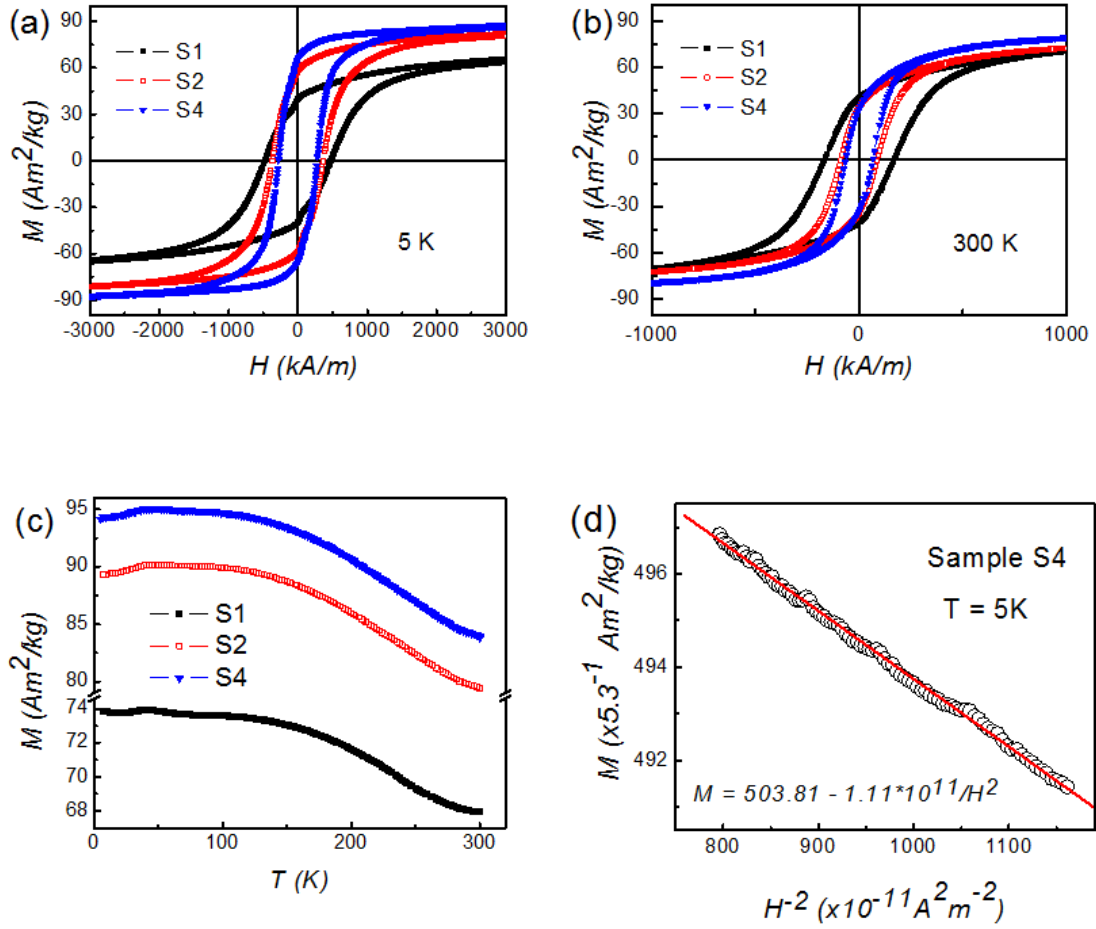 (a)
90
60
30
0
-30
-60
-90
M (Am²/kg)
S1
S2
S4
5 K
-3000 -2000 -1000 0 1000 2000 3000
H (kA/m)
(b)
90
60
30
0
-30
-60
-90
M (Am²/kg)
S1
S2
S4
300 K
-1000 0 1000
H (kA/m)
(c)
95
90
85
80
74
72
70
68
M (Am²/kg)
S1
S2
S4
0 100 200 300
T (K)
(d)
496
494
492
M (x5.3⁻¹ Am²/kg)
Sample S4
T = 5K
M = 503.81 - 1.11*10¹¹/H²
800 900 1000 1100
H⁻² (x10⁻¹¹A²m⁻²)